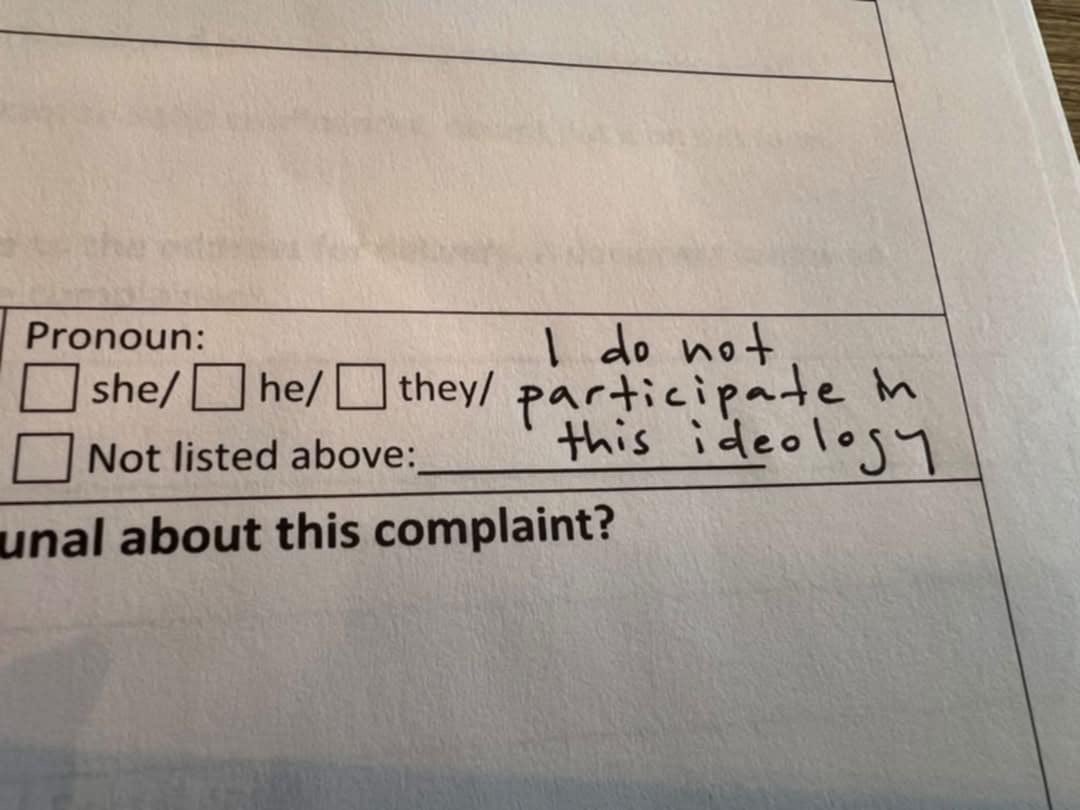 Pronoun:
I do not
she/ he/ they/ participate in
this ideology
Not listed above:
unal about this complaint?